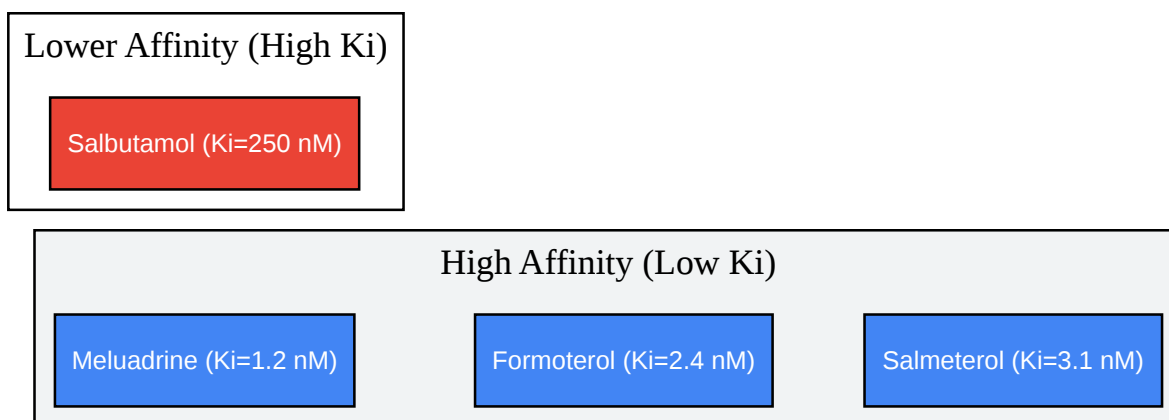 Lower Affinity (High Ki)
Salbutamol (Ki=250 nM)
High Affinity (Low Ki)
Meluadrine (Ki=1.2 nM)
Formoterol (Ki=2.4 nM)
Salmeterol (Ki=3.1 nM)